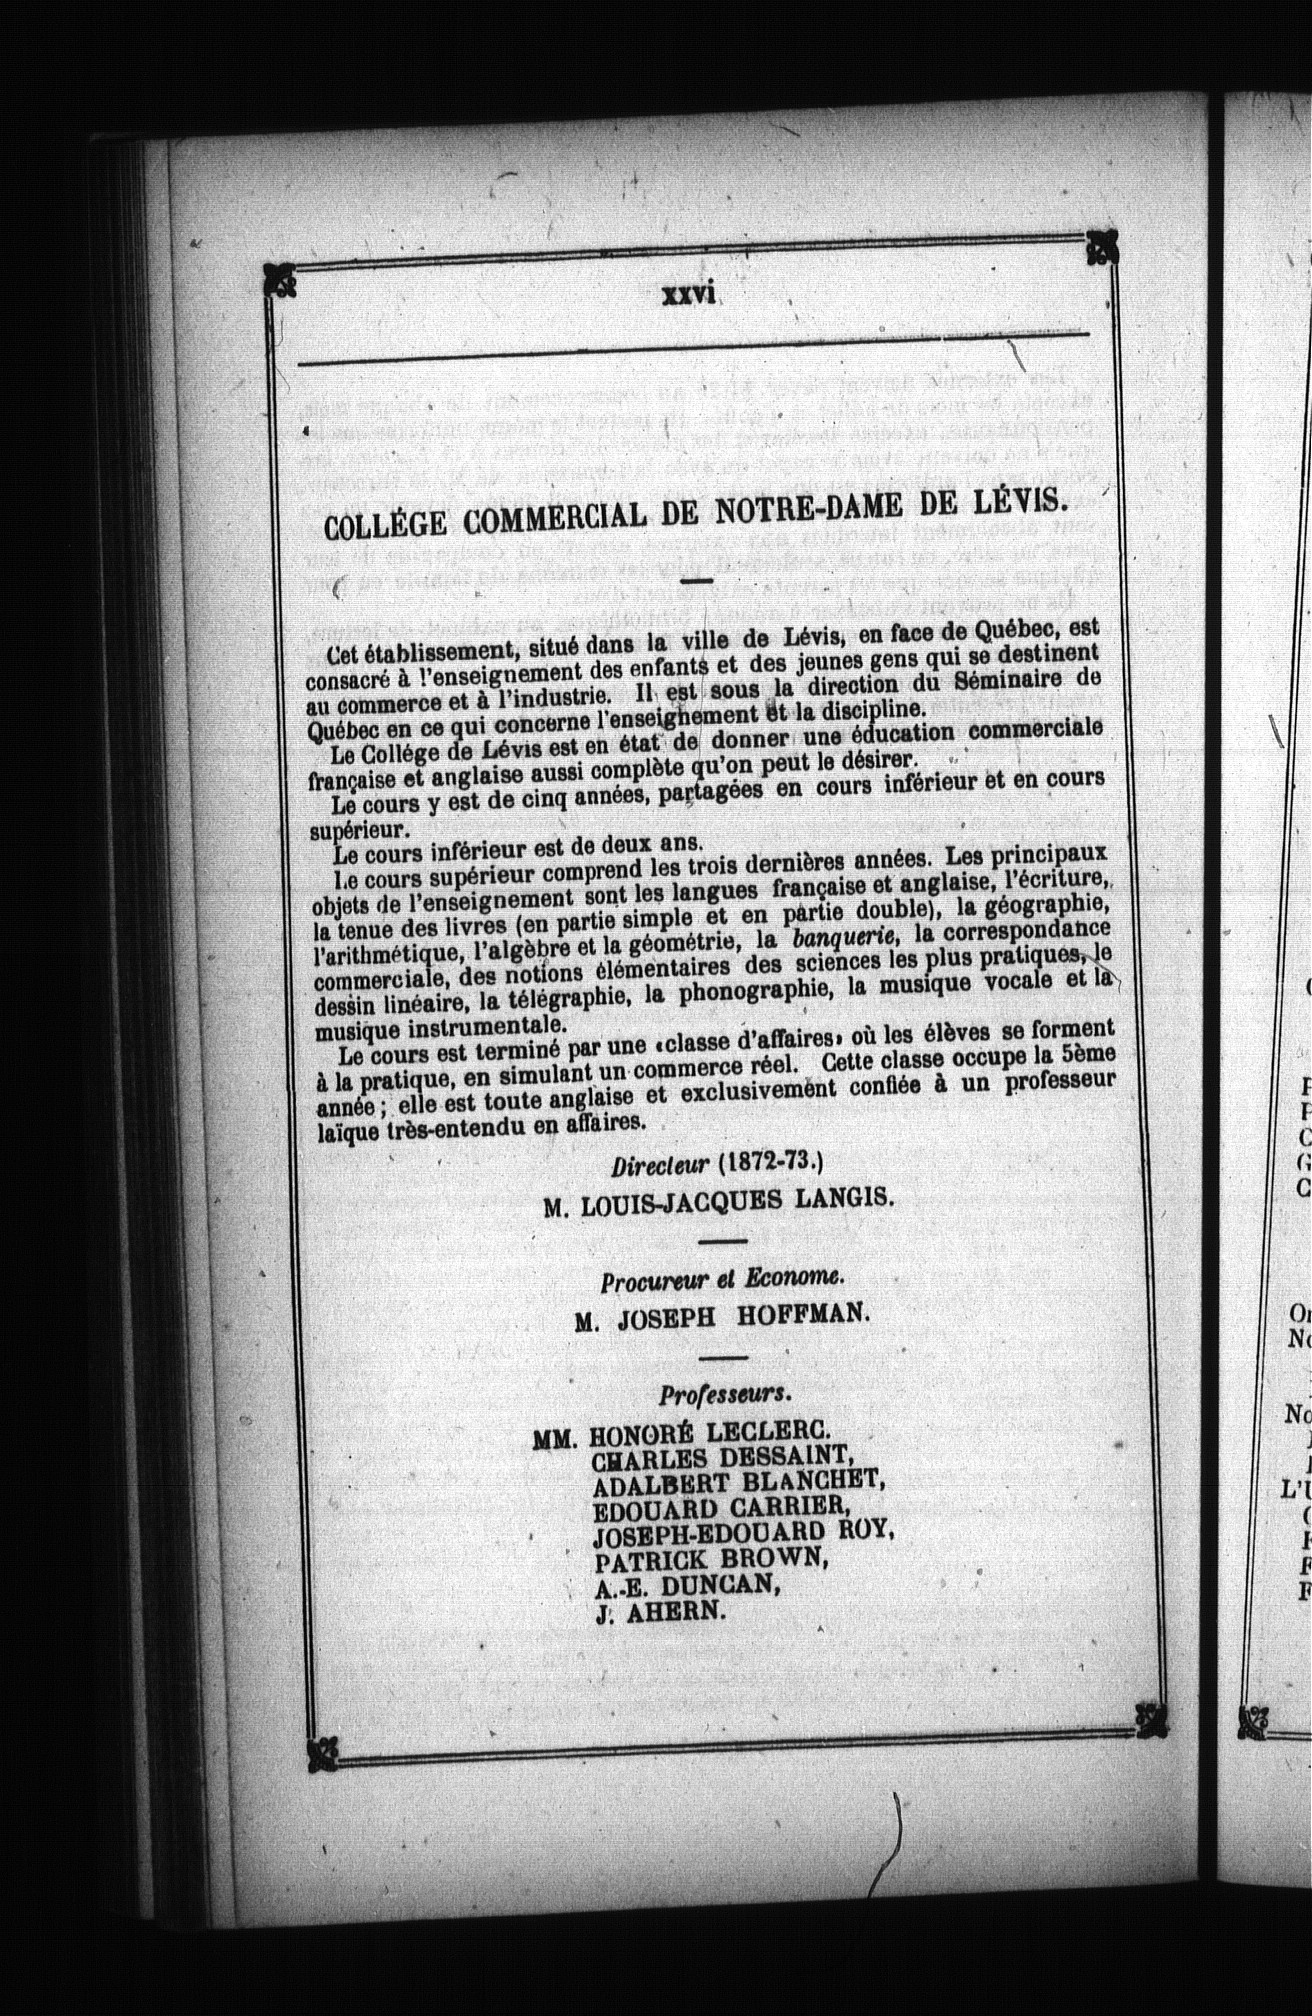 xxvi
COLLÉGE COMMERCIAL DE NOTRE-DAME DE LÉVIS.
Cet établissement, situé dans la ville de Lévis, en face de Québec, est
consacré à l'enseignement des enfants et des jeunes gens qui se destinent
au commerce et à l'industrie. Il est sous la direction du Séminaire de
Québec en ce qui concerne l'enseignement et la discipline.
Le Collége de Lévis est en état de donner une éducation commerciale
française et anglaise aussi complète qu'on peut le désirer.
Le cours y est de cinq années, partagées en cours inférieur et en cours
supérieur.
Le cours inférieur est de deux ans.
Le cours supérieur comprend les trois dernières années. Les principaux
objets de l'enseignement sont les langues française et anglaise, l'écriture,
la tenue des livres (en partie simple et en partie double), la géographie,
l'arithmétique, l'algèbre et la géométrie, la banquerie, la correspondance
commerciale, des notions élémentaires des sciences les plus pratiques, le
dessin linéaire, la télégraphie, la phonographie, la musique vocale et la
musique instrumentale.
Le cours est terminé par une «classe d'affaires» où les élèves se forment
à la pratique, en simulant un commerce réel. Cette classe occupe la 5ème
année ; elle est toute anglaise et exclusivement confiée à un professeur
laïque très-entendu en affaires.
Directeur (1872-73.)
M. LOUIS-JACQUES LANGIS.
Procureur et Econome.
M. JOSEPH HOFFMAN.
Professeurs.
MM. HONORÉ LECLERC.
CHARLES DESSAINT,
ADALBERT BLANCHET,
EDOUARD CARRIER,
JOSEPH-EDOUARD ROY,
PATRICK BROWN,
A.-E. DUNCAN,
J. AHERN.